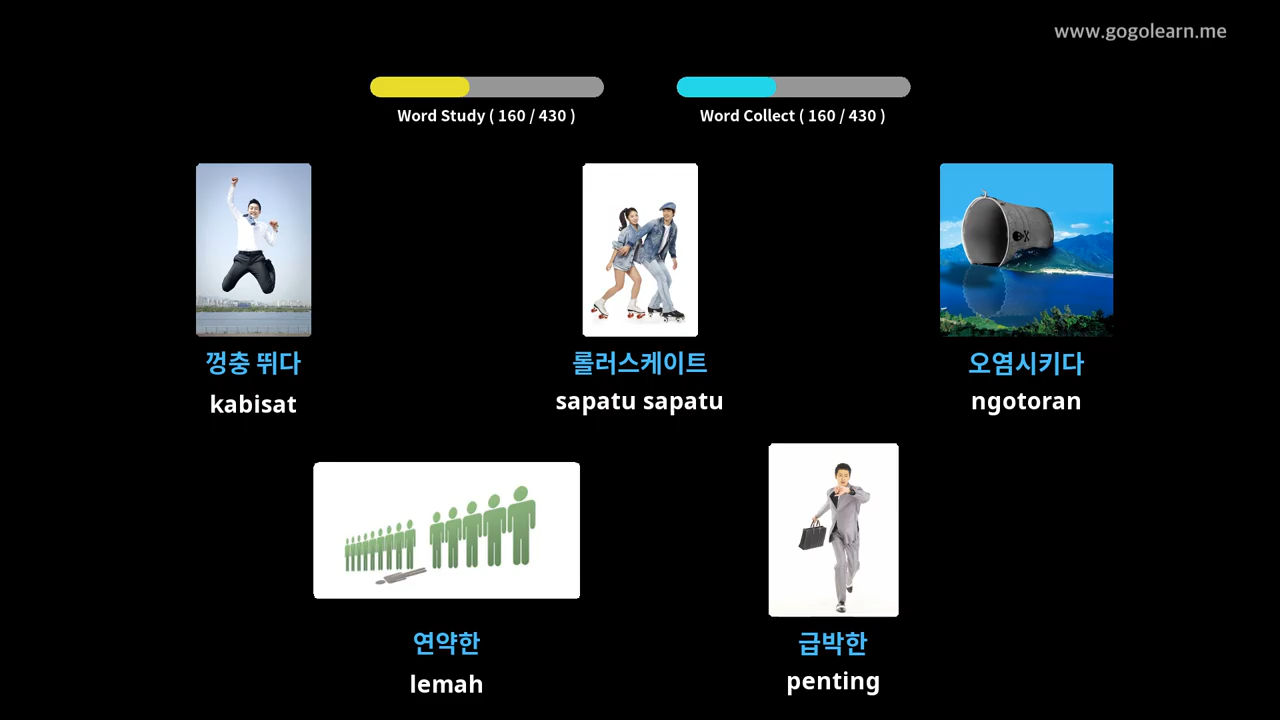 www.gogolearn.me
Word Study ( 160 / 430 )
Word Collect ( 160 / 430 )
껑충 뛰다
kabisat
롤러스케이트
sapatu sapatu
오염시키다
ngotoran
연약한
lemah
급박한
penting